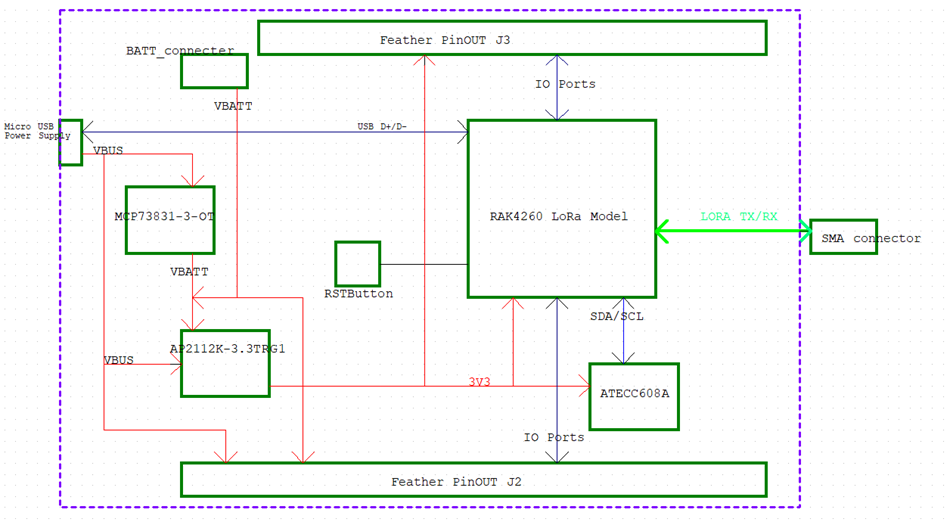 Feather PinOUT J3
BATT_connecter
IO Ports
VBATT
Micro USB
Power Supply
USB D+/D-
VBUS
MCP73831-3-OT
RAK4260 LoRa Model
LORA TX/RX
SMA connector
VBATT
RSTButton
SDA/SCL
AP2112K-3.3TRG1
VBUS
3V3
ATECC608A
IO Ports
Feather PinOUT J2